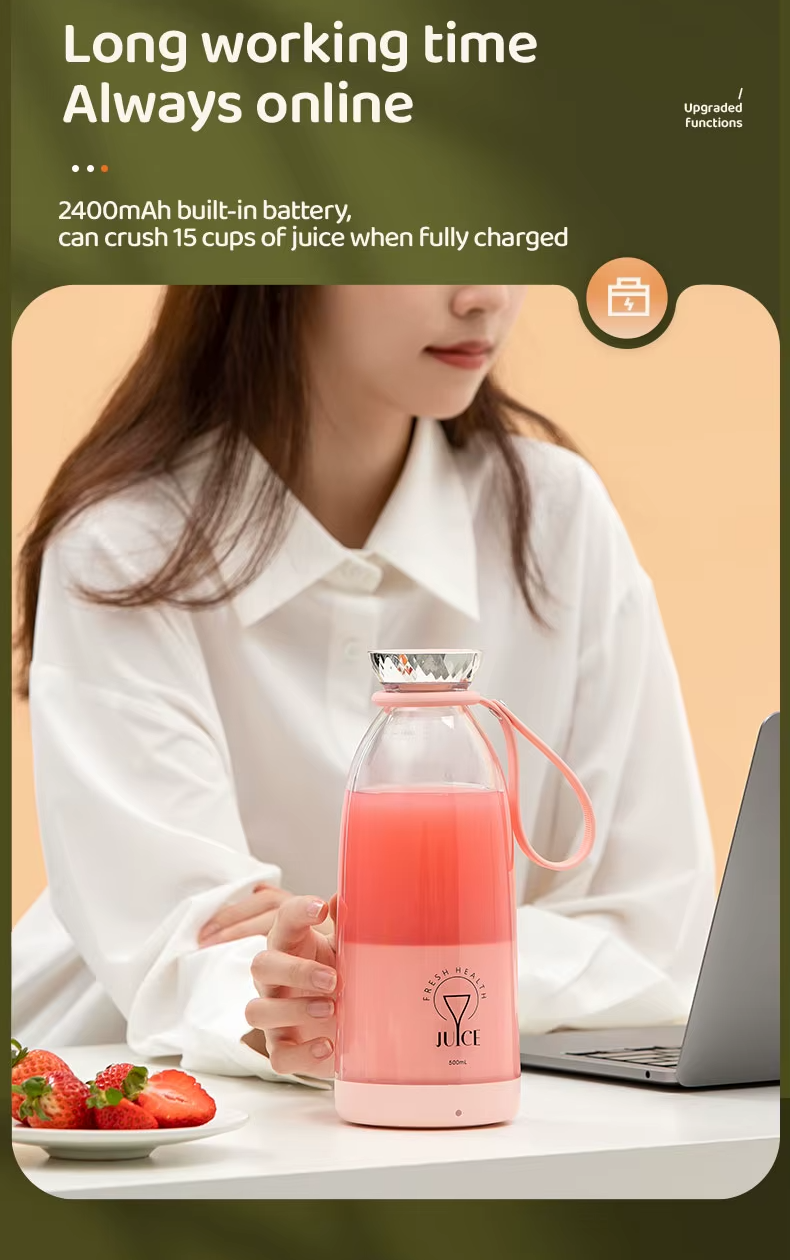 Long working time
Always online
/
Upgraded
functions
2400mAh built-in battery,
can crush 15 cups of juice when fully charged
FRESH HEALTH
JUICE
500mL